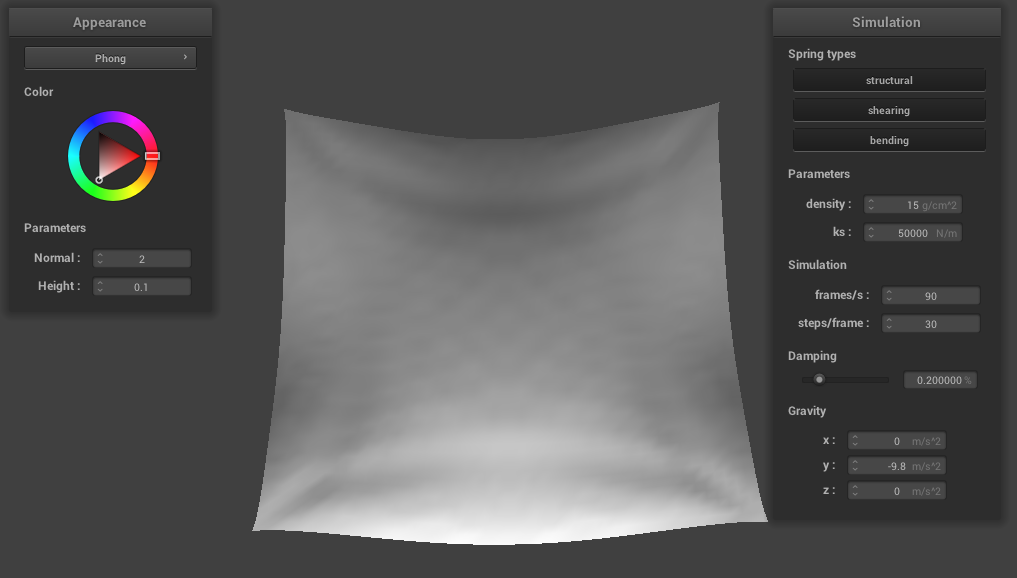 Appearance
Phong ›
Color
Parameters
Normal : 2
Height : 0.1
Simulation
Spring types
structural
shearing
bending
Parameters
density : 15 g/cm^2
ks : 50000 N/m
Simulation
frames/s : 90
steps/frame : 30
Damping
0.200000 %
Gravity
x : 0 m/s^2
y : -9.8 m/s^2
z : 0 m/s^2